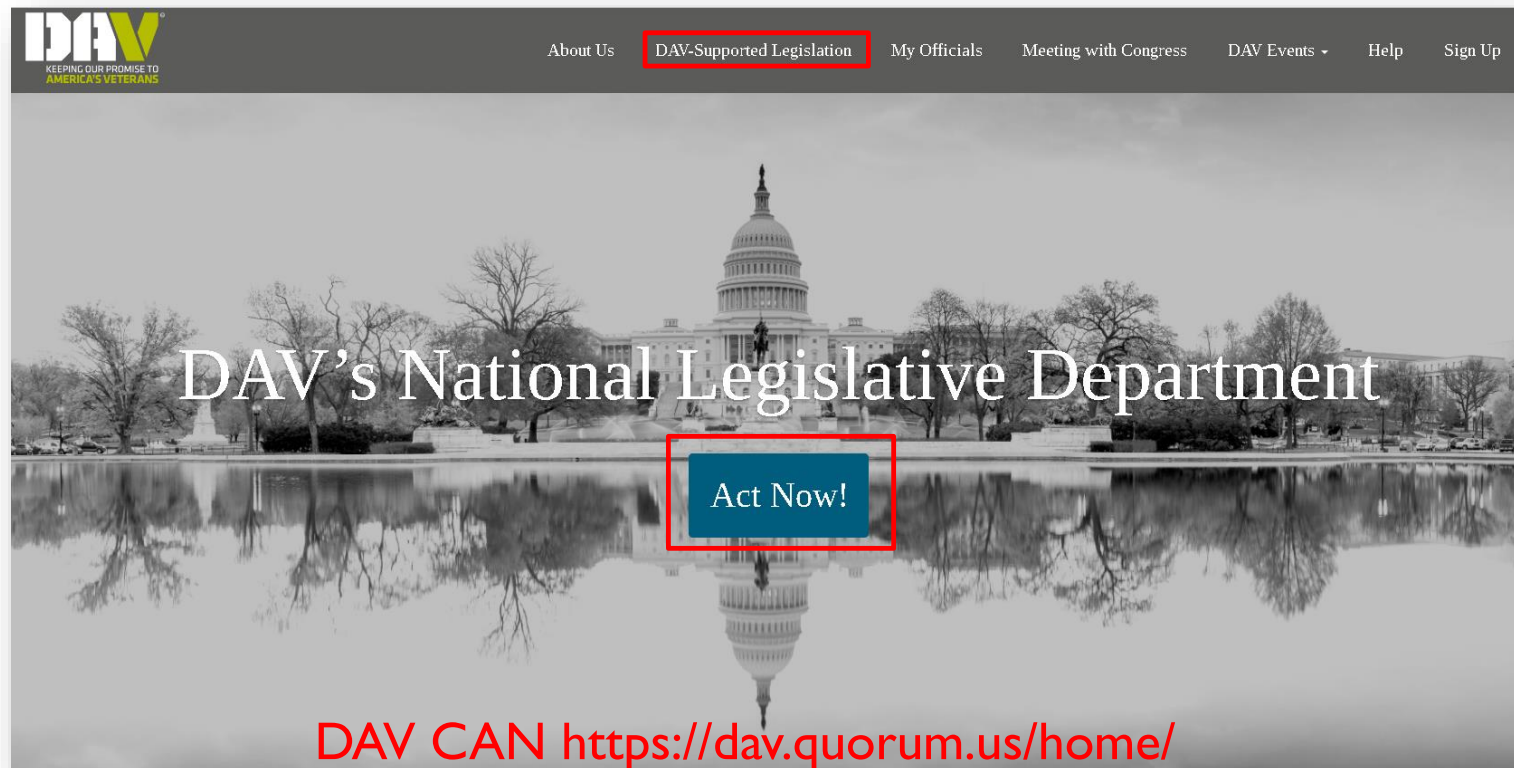 DAV®
KEEPING OUR PROMISE TO
AMERICA'S VETERANS
About Us DAV-Supported Legislation My Officials Meeting with Congress DAV Events Help Sign Up
DAV’s National Legislative Department
Act Now!
DAV CAN https://dav.quorum.us/home/